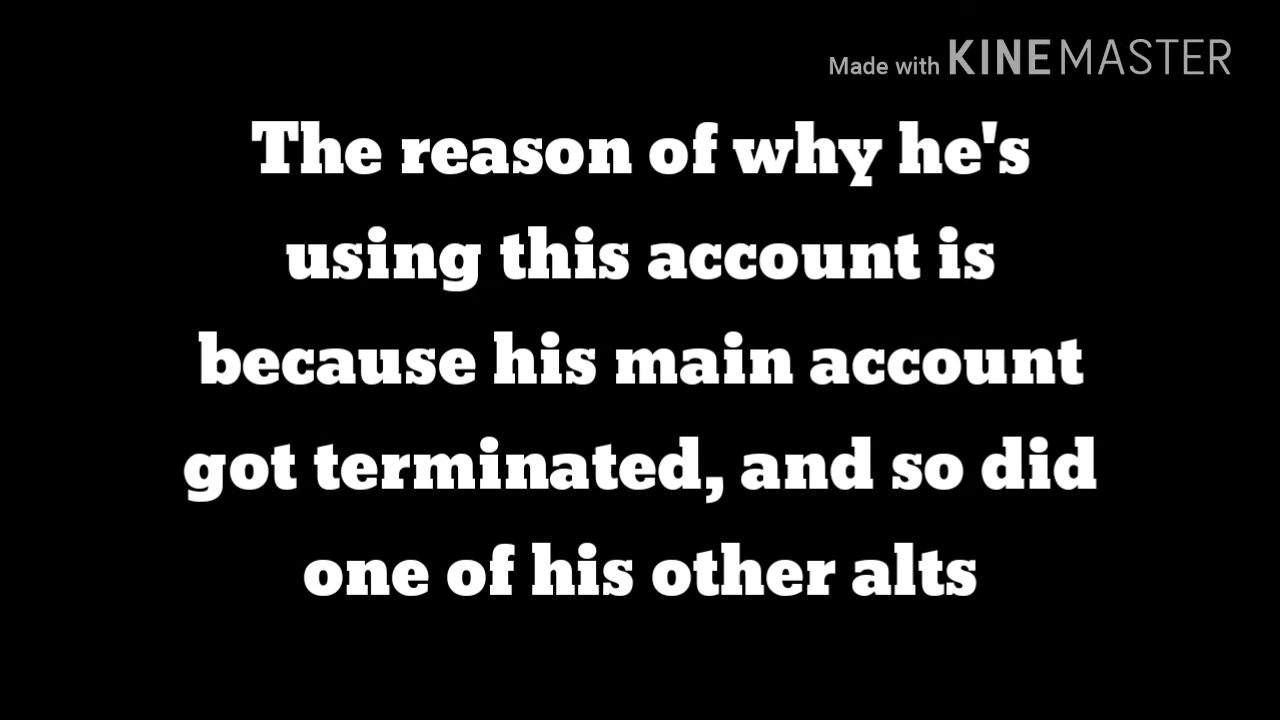 Made with KINEMASTER
The reason of why he's
using this account is
because his main account
got terminated, and so did
one of his other alts